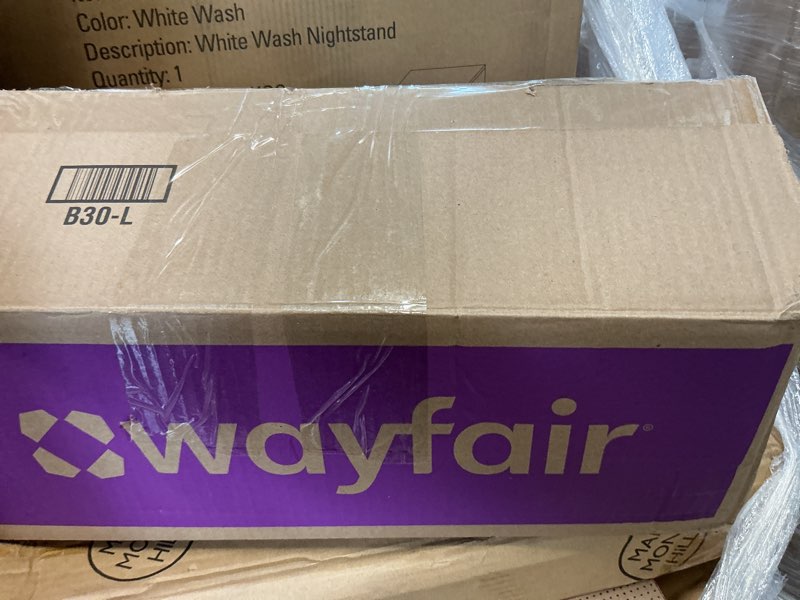 Color: White Wash
Description: White Wash Nightstand
Quantity: 1
B30-L
wayfair®